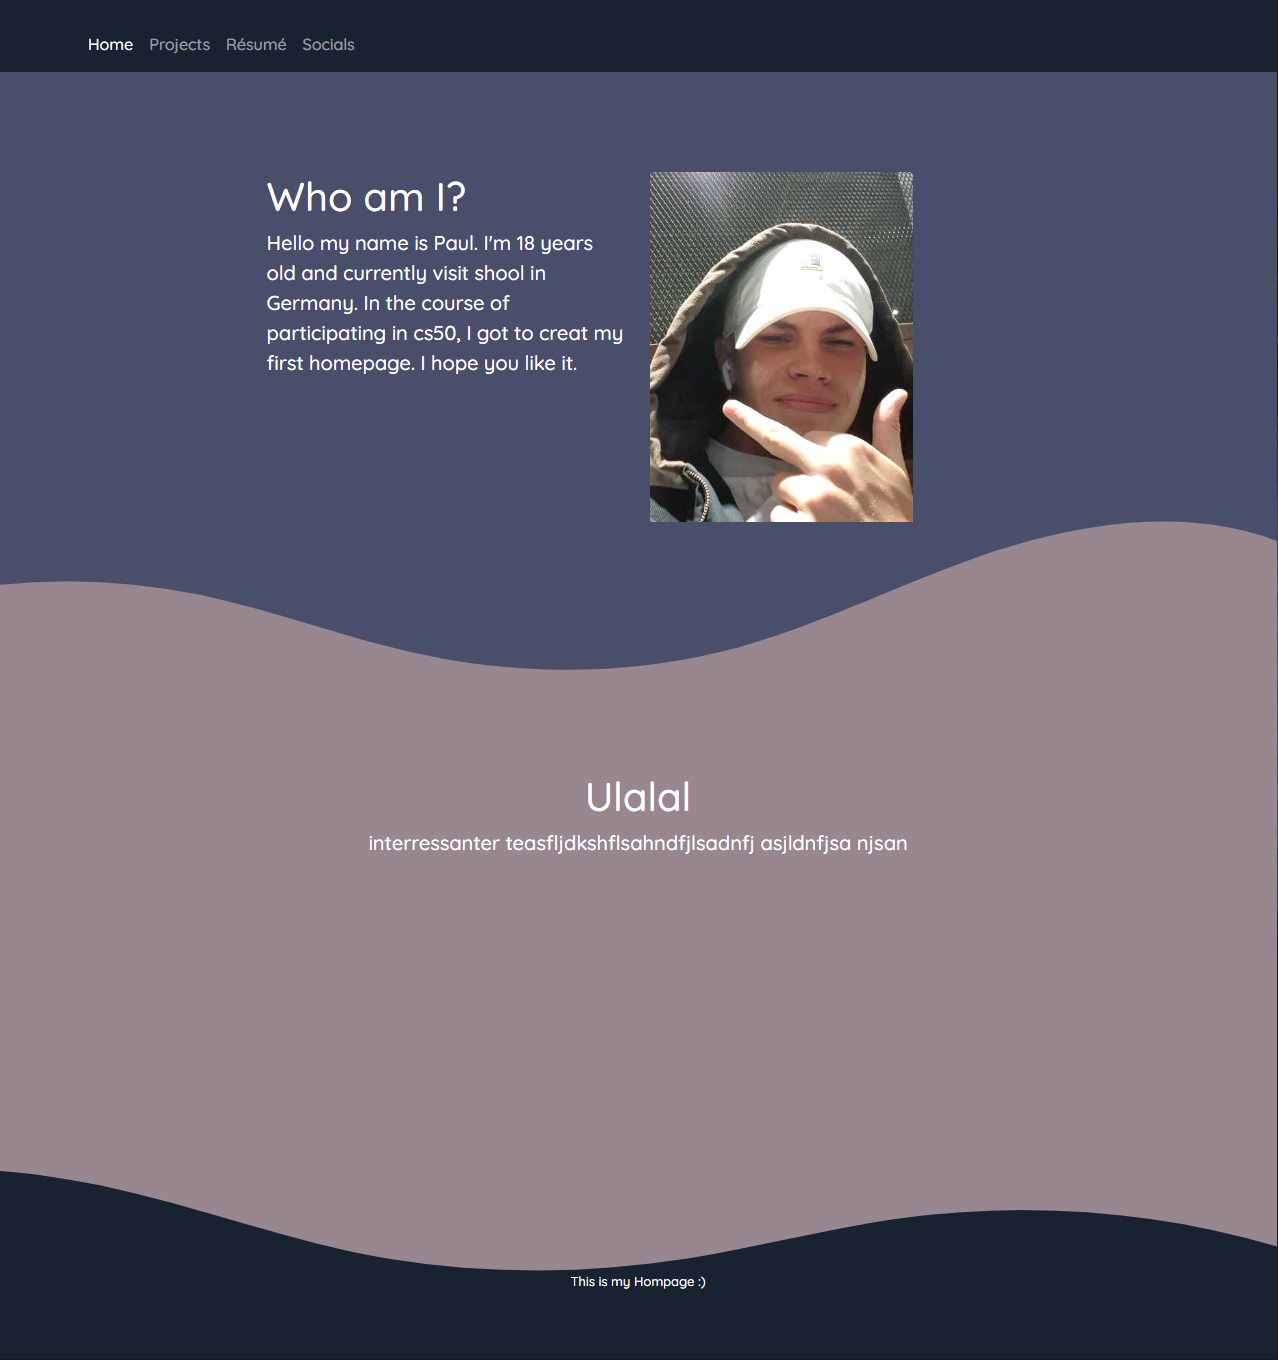 Home Projects Résumé Socials
Who am I?
Hello my name is Paul. I'm 18 years
old and currently visit shool in
Germany. In the course of
participating in cs50, I got to creat my
first homepage. I hope you like it.
Ulalal
interressanter teasfljdkshflsahndfjlsadnfj asjldnfjsa njsan
This is my Hompage :)